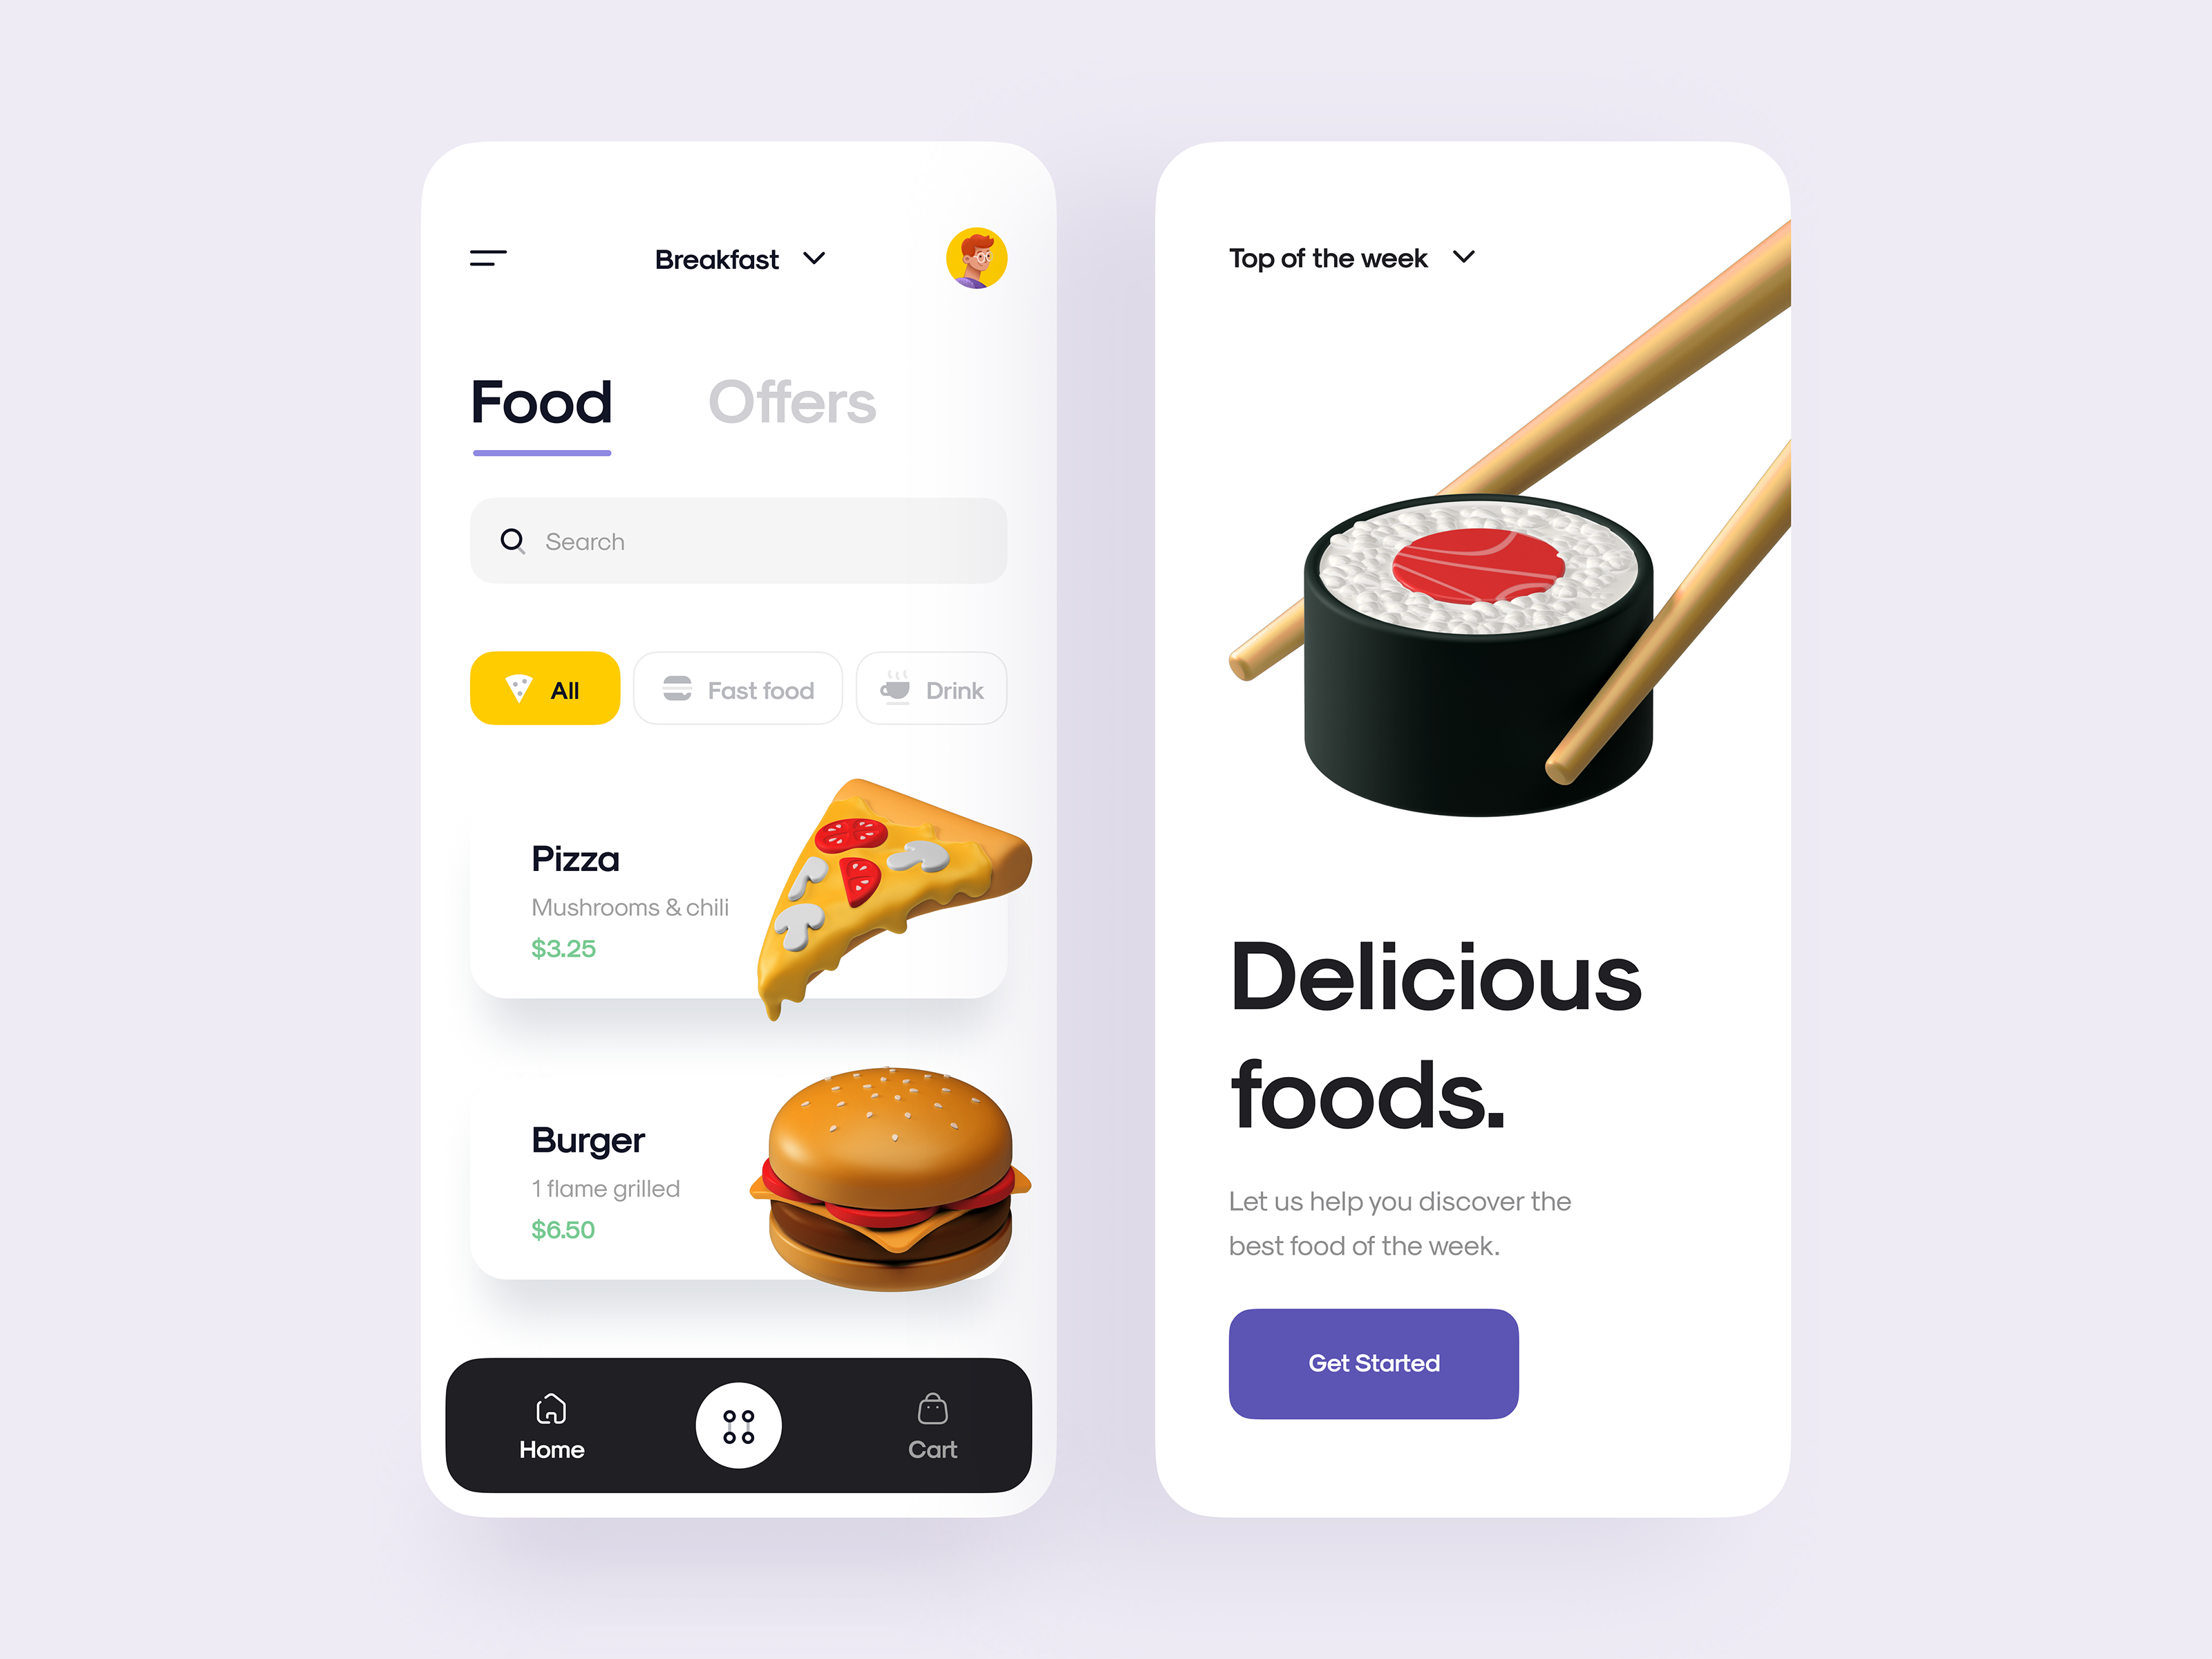 Breakfast
Food
Offers
Search
All
Fast food
Drink
Pizza
Mushrooms & chili
$3.25
Burger
1 flame grilled
$6.50
Home
Cart
Top of the week
Delicious
foods.
Let us help you discover the
best food of the week.
Get Started